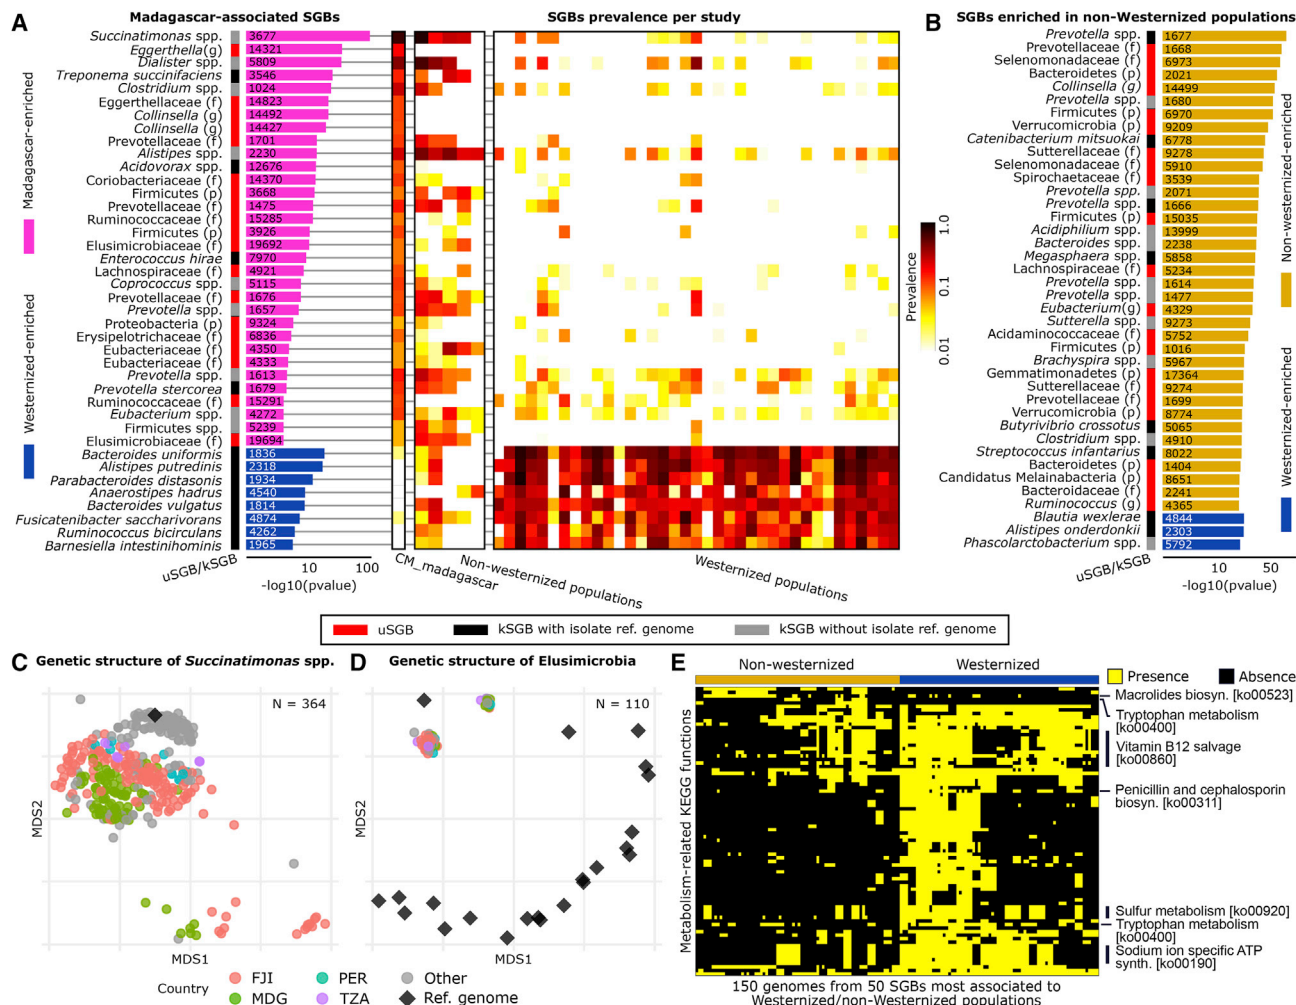 A
Madagascar-associated SGBs
SGBs prevalence per study
Madagascar-enriched
Westernized-enriched
Succinatimonas spp. 3677
Eggerthella(g) 14321
Dialister spp. 5809
Treponema succinifaciens 3546
Clostridium spp. 1024
Eggerthellaceae (f) 14823
Collinsella (g) 14492
Collinsella (g) 14427
Prevotellaceae (f) 1701
Alistipes spp. 2230
Acidovorax spp. 12676
Coriobacteriaceae (f) 14370
Firmicutes (p) 3668
Prevotellaceae (f) 1475
Ruminococcaceae (f) 15285
Firmicutes (p) 3926
Elusimicrobiaceae (f) 19692
Enterococcus hirae 7970
Lachnospiraceae (f) 4921
Coprococcus spp. 5115
Prevotellaceae (f) 1676
Prevotella spp. 1657
Proteobacteria (p) 9324
Erysipelotrichaceae (f) 6836
Eubacteriaceae (f) 4350
Eubacteriaceae (f) 4333
Prevotella spp. 1613
Prevotella stercorea 1679
Ruminococcaceae (f) 15291
Eubacterium spp. 4272
Firmicutes spp. 5239
Elusimicrobiaceae (f) 19694
Bacteroides uniformis 1836
Alistipes putredinis 2318
Parabacteroides distasonis 1934
Anaerostipes hadrus 4540
Bacteroides vulgatus 1814
Fusicatenibacter saccharivorans 4874
Ruminococcus bicirculans 4262
Barnesiella intestinihominis 1965
uSGB/kSGB
10 100
-log10(pvalue)
CM_madagascar
Non-westernized populations
Westernized populations
Prevalence
1.0
0.1
0.01
B
SGBs enriched in non-Westernized populations
Prevotella spp. 1677
Prevotellaceae (f) 1668
Selenomonadaceae (f) 6973
Bacteroidetes (p) 2021
Collinsella (g) 14499
Prevotella spp. 1680
Firmicutes (p) 6970
Verrucomicrobia (p) 9209
Catenibacterium mitsuokai 6778
Sutterellaceae (f) 9278
Selenomonadaceae (f) 5910
Spirochaetaceae (f) 3539
Prevotella spp. 2071
Prevotella spp. 1666
Firmicutes (p) 15035
Acidiphilium spp. 13999
Bacteroides spp. 2238
Megasphaera spp. 5858
Lachnospiraceae (f) 5234
Prevotella spp. 1614
Prevotella spp. 1477
Eubacterium(g) 4329
Sutterella spp. 9273
Acidaminococcaceae (f) 5752
Firmicutes (p) 1016
Brachyspira spp. 5967
Gemmatimonadetes (p) 17364
Sutterellaceae (f) 9274
Prevotellaceae (f) 1699
Verrucomicrobia (p) 8774
Butyrivibrio crossotus 5065
Clostridium spp. 4910
Streptococcus infantarius 8022
Bacteroidetes (p) 1404
Candidatus Melainabacteria (p) 8651
Bacteroidaceae (f) 2241
Ruminococcus (g) 4365
Blautia wexlerae 4844
Alistipes onderdonkii 2303
Phascolarctobacterium spp. 5792
uSGB/kSGB
10 50
-log10(pvalue)
Non-westernized-enriched
Westernized-enriched
uSGB
kSGB with isolate ref. genome
kSGB without isolate ref. genome
C
Genetic structure of Succinatimonas spp.
N = 364
MDS2
MDS1
D
Genetic structure of Elusimicrobia
N = 110
MDS2
MDS1
Country
FJI
MDG
PER
TZA
Other
Ref. genome
E
Non-westernized
Westernized
Presence
Absence
Metabolism-related KEGG functions
Macrolides biosyn. [ko00523]
Tryptophan metabolism
[ko00400]
Vitamin B12 salvage
[ko00860]
Penicillin and cephalosporin
biosyn. [ko00311]
Sulfur metabolism [ko00920]
Tryptophan metabolism
[ko00400]
Sodium ion specific ATP
synth. [ko00190]
150 genomes from 50 SGBs most associated to
Westernized/non-Westernized populations